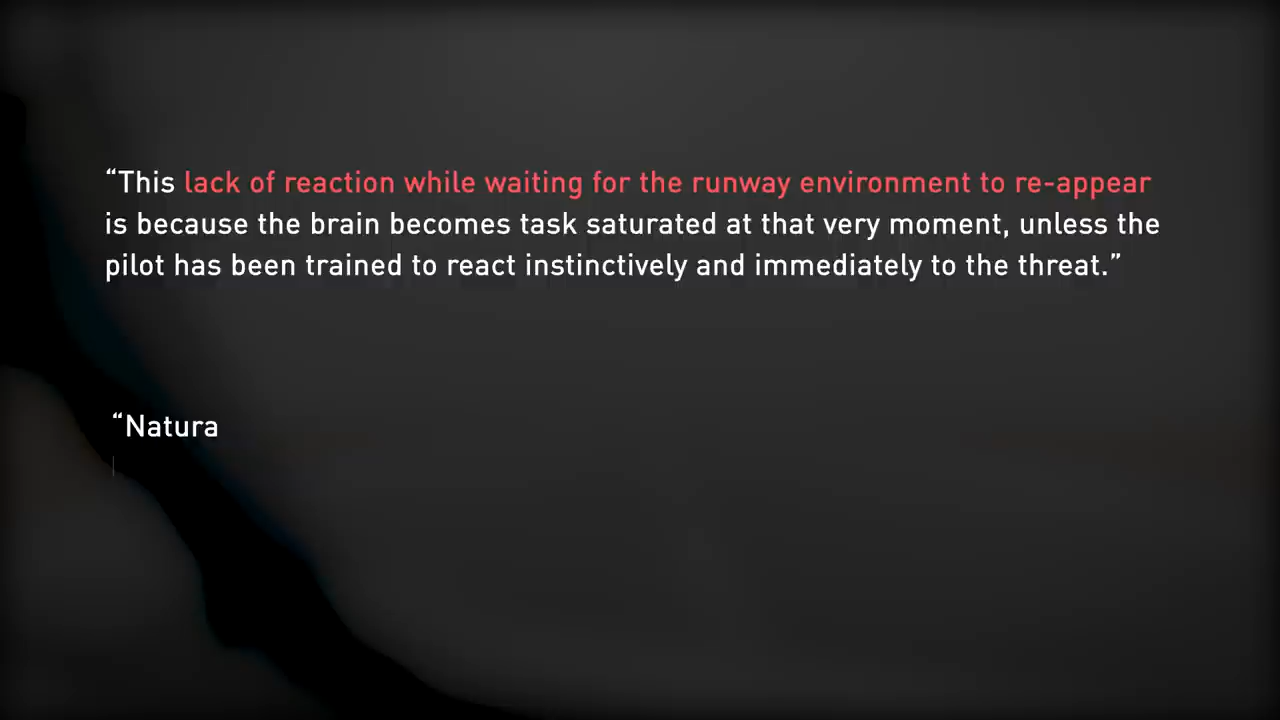 “This lack of reaction while waiting for the runway environment to re-appear
is because the brain becomes task saturated at that very moment, unless the
pilot has been trained to react instinctively and immediately to the threat.”
“Natura